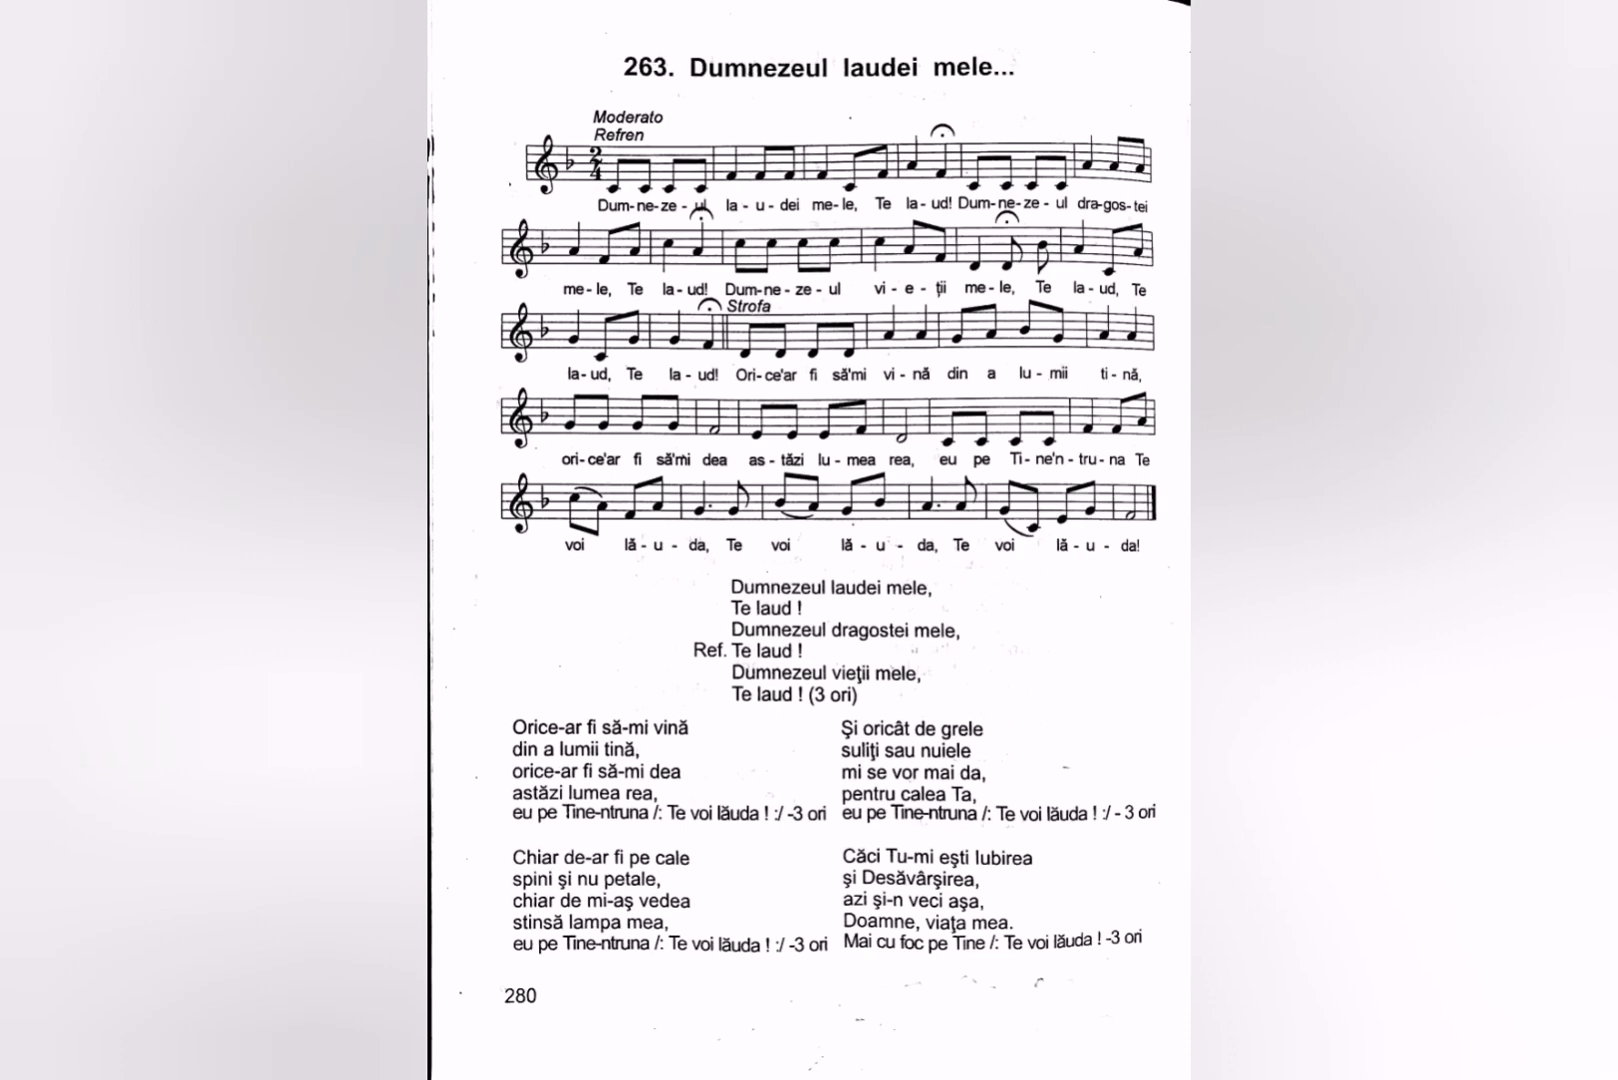 263. Dumnezeul laudei mele...
Moderato
Refren
2
4
Dum-ne-ze - ul la - u - dei me-le, Te la-ud! Dum-ne-ze - ul dra-gos-tei
me-le, Te la-ud! Dum-ne - ze - ul vi - e - ţii me-le, Te la-ud, Te
Strofa
la-ud, Te la - ud! Ori-ce'ar fi să'mi vi - nă din a lu - mii ti - nă,
ori-ce'ar fi să'mi dea as - tăzi lu - mea rea, eu pe Ti - ne'n - tru - na Te
voi lă - u - da, Te voi lă - u - da, Te voi lă - u - da!
Dumnezeul laudei mele,
Te laud !
Dumnezeul dragostei mele,
Ref. Te laud !
Dumnezeul vieţii mele,
Te laud ! (3 ori)
Orice-ar fi să-mi vină
din a lumii tină,
orice-ar fi să-mi dea
astăzi lumea rea,
eu pe Tine-ntruna /: Te voi lăuda ! :/ -3 ori
Chiar de-ar fi pe cale
spini şi nu petale,
chiar de mi-aş vedea
stinsă lampa mea,
eu pe Tine-ntruna /: Te voi lăuda ! :/ -3 ori
Şi oricât de grele
suliţi sau nuiele
mi se vor mai da,
pentru calea Ta,
eu pe Tine-ntruna /: Te voi lăuda ! :/ - 3 ori
Căci Tu-mi eşti Iubirea
şi Desăvârşirea,
azi şi-n veci aşa,
Doamne, viaţa mea.
Mai cu foc pe Tine /: Te voi lăuda ! -3 ori
280